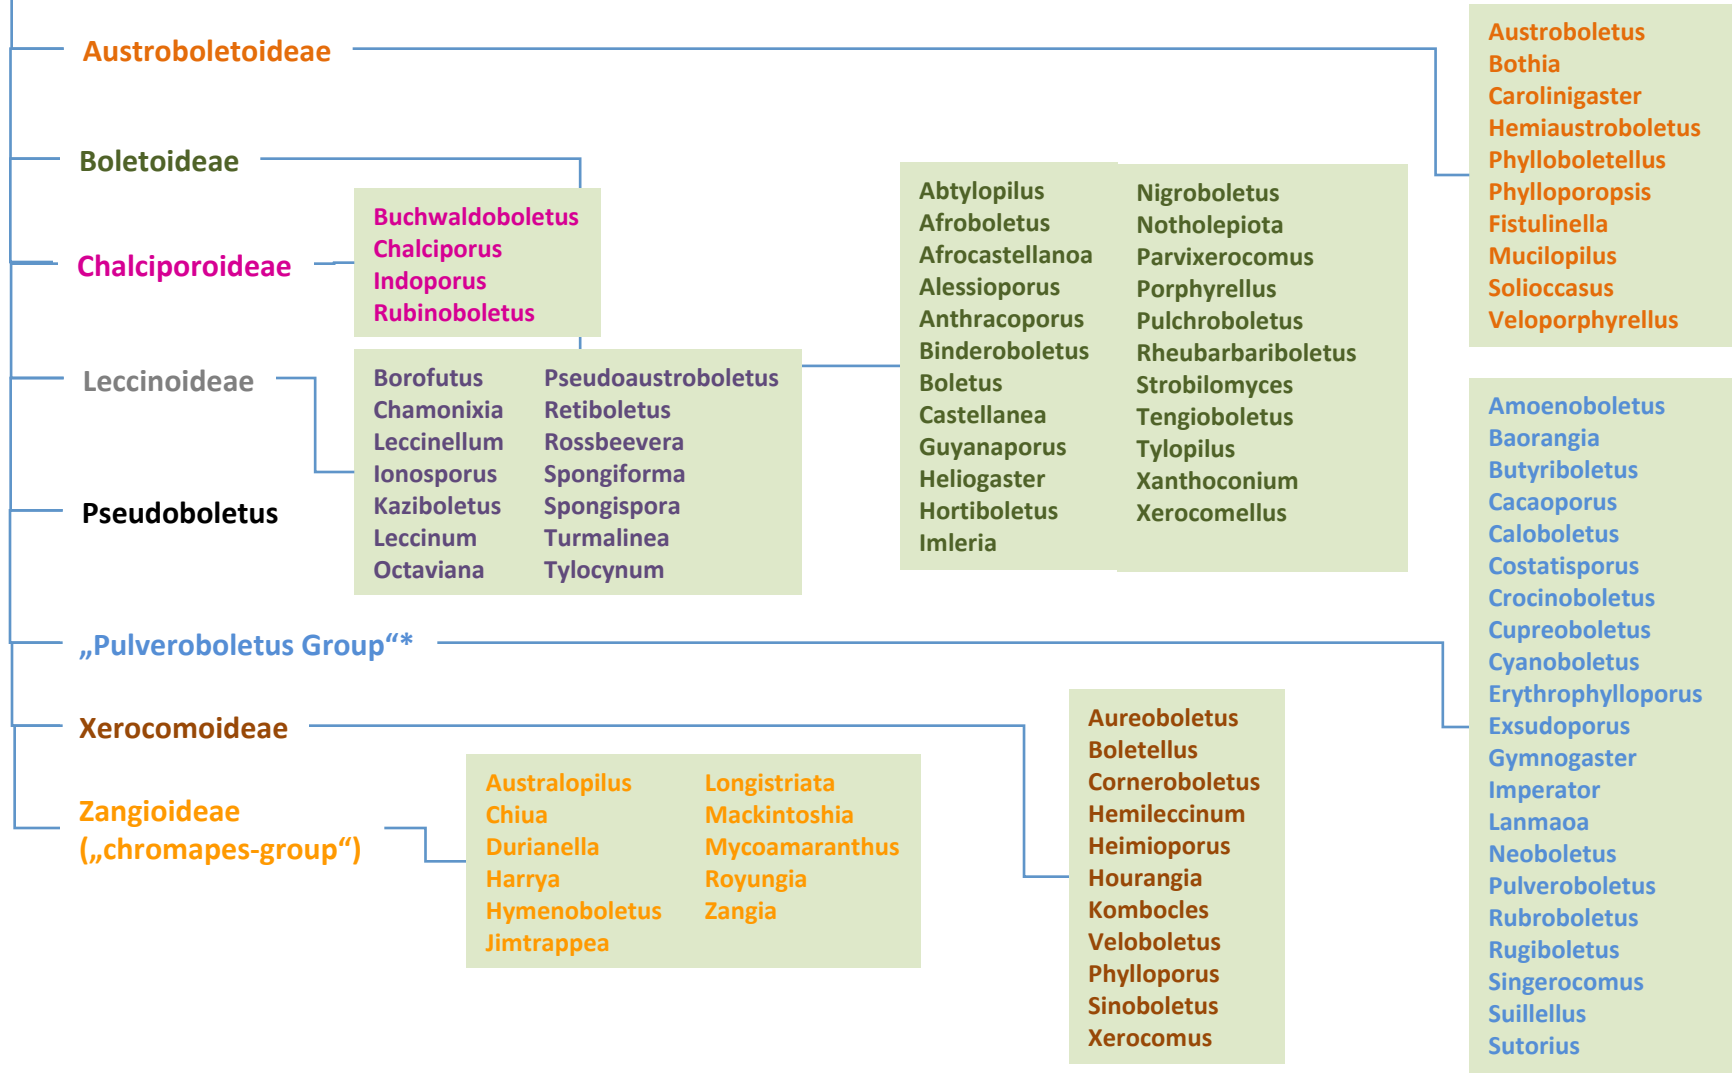 Austroboletoideae
Boletoideae
Chalciporoideae
Leccinoideae
Pseudoboletus
„Pulveroboletus Group“*
Xerocomoideae
Zangioideae
(„chromapes-group“)
Buchwaldoboletus
Chalciporus
Indoporus
Rubinoboletus
Borofutus
Chamonixia
Leccinellum
Ionosporus
Kaziboletus
Leccinum
Octaviana
Pseudoaustroboletus
Retiboletus
Rossbeevera
Spongiforma
Spongispora
Turmalinea
Tylocynum
Australopilus
Chiua
Durianella
Harrya
Hymenoboletus
Jimtrappea
Longistriata
Mackintoshia
Mycoamaranthus
Royungia
Zangia
Abtylopilus
Afroboletus
Afrocastellanoa
Alessioporus
Anthracoporus
Binderoboletus
Boletus
Castellanea
Guyanaporus
Heliogaster
Hortiboletus
Imleria
Nigroboletus
Notholepiota
Parvixerocomus
Porphyrellus
Pulchroboletus
Rheubarbariboletus
Strobilomyces
Tengioboletus
Tylopilus
Xanthoconium
Xerocomellus
Aureoboletus
Boletellus
Corneroboletus
Hemileccinum
Heimioporus
Hourangia
Kombocles
Veloboletus
Phylloporus
Sinoboletus
Xerocomus
Austroboletus
Bothia
Carolinigaster
Hemiaustroboletus
Phylloboletellus
Phylloporopsis
Fistulinella
Mucilopilus
Solioccasus
Veloporphyrellus
Amoenoboletus
Baorangia
Butyriboletus
Cacaoporus
Caloboletus
Costatisporus
Crocinoboletus
Cupreoboletus
Cyanoboletus
Erythrophylloporus
Exsudoporus
Gymnogaster
Imperator
Lanmaoa
Neoboletus
Pulveroboletus
Rubroboletus
Rugiboletus
Singerocomus
Suillellus
Sutorius